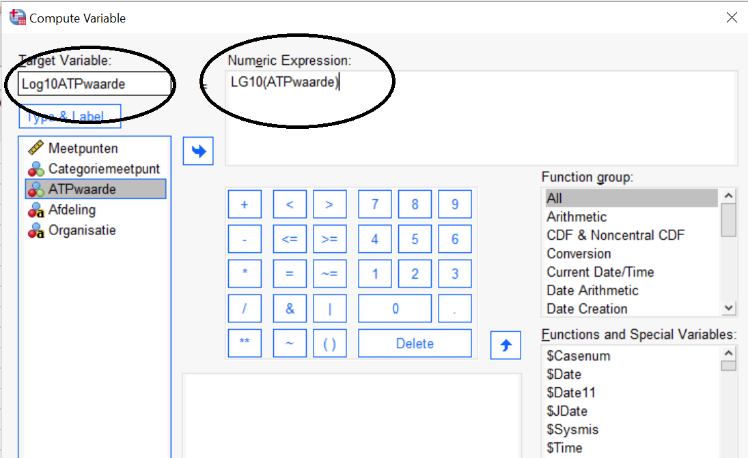 Compute Variable
Target Variable:
Log10ATPwaarde
=
Numeric Expression:
LG10(ATPwaarde)
Type & Label...
Meetpunten
Categoriemeetpunt
ATPwaarde
Afdeling
Organisatie
+ < > 7 8 9
- <= >= 4 5 6
* = ~= 1 2 3
/ & | 0 .
** ~ ( ) Delete
Function group:
All
Arithmetic
CDF & Noncentral CDF
Conversion
Current Date/Time
Date Arithmetic
Date Creation
Functions and Special Variables:
$Casenum
$Date
$Date11
$JDate
$Sysmis
$Time